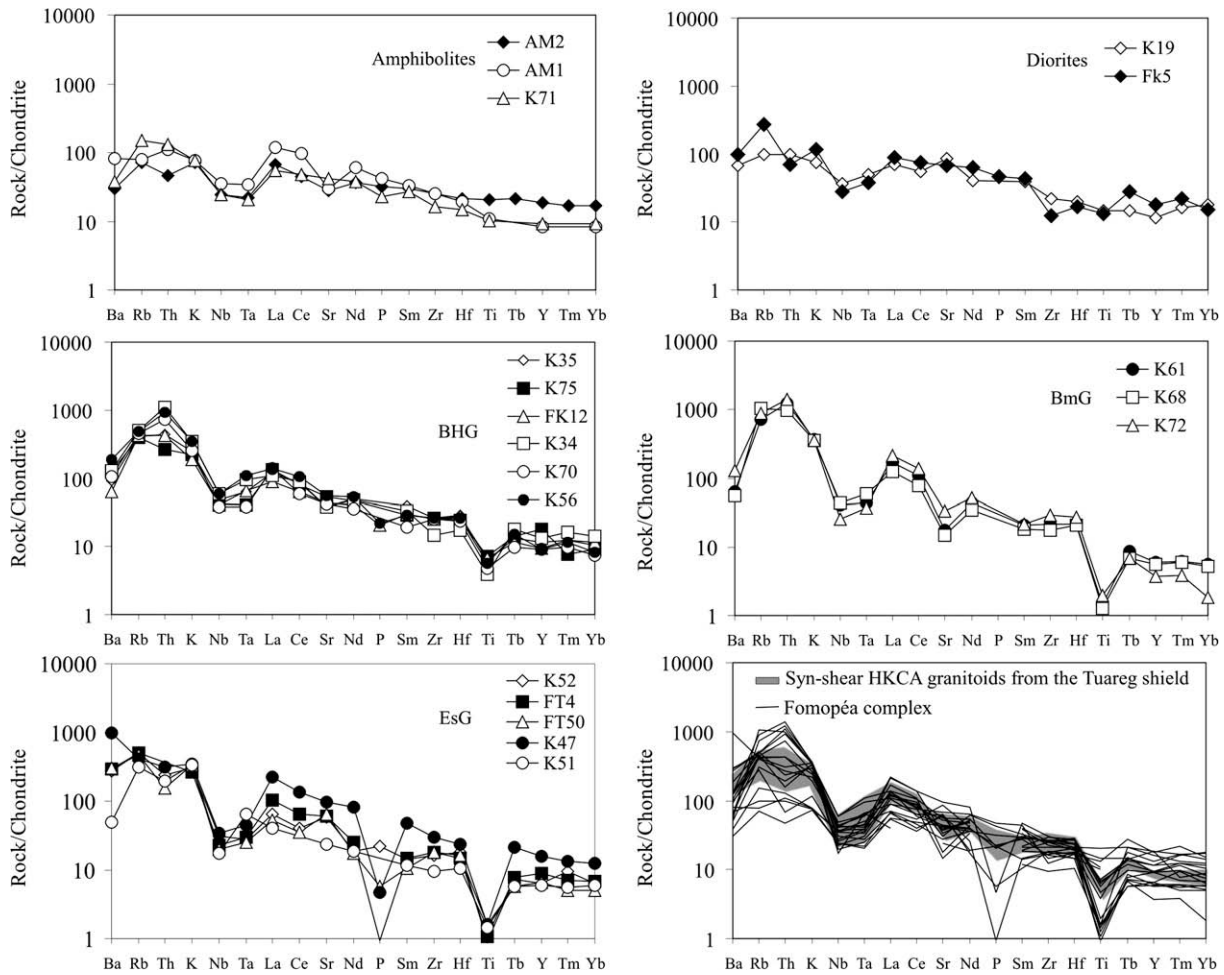 10000
1000
100
10
1
Rock/Chondrite
Amphibolites
AM2
AM1
K71
Ba Rb Th K Nb Ta La Ce Sr Nd P Sm Zr Hf Ti Tb Y Tm Yb
10000
1000
100
10
1
Rock/Chondrite
Diorites
K19
Fk5
Ba Rb Th K Nb Ta La Ce Sr Nd P Sm Zr Hf Ti Tb Y Tm Yb
10000
1000
100
10
1
Rock/Chondrite
BHG
K35
K75
FK12
K34
K70
K56
Ba Rb Th K Nb Ta La Ce Sr Nd P Sm Zr Hf Ti Tb Y Tm Yb
10000
1000
100
10
1
Rock/Chondrite
BmG
K61
K68
K72
Ba Rb Th K Nb Ta La Ce Sr Nd P Sm Zr Hf Ti Tb Y Tm Yb
10000
1000
100
10
1
Rock/Chondrite
EsG
K52
FT4
FT50
K47
K51
Ba Rb Th K Nb Ta La Ce Sr Nd P Sm Zr Hf Ti Tb Y Tm Yb
10000
1000
100
10
1
Rock/Chondrite
Syn-shear HKCA granitoids from the Tuareg shield
Fomopéa complex
Ba Rb Th K Nb Ta La Ce Sr Nd P Sm Zr Hf Ti Tb Y Tm Yb